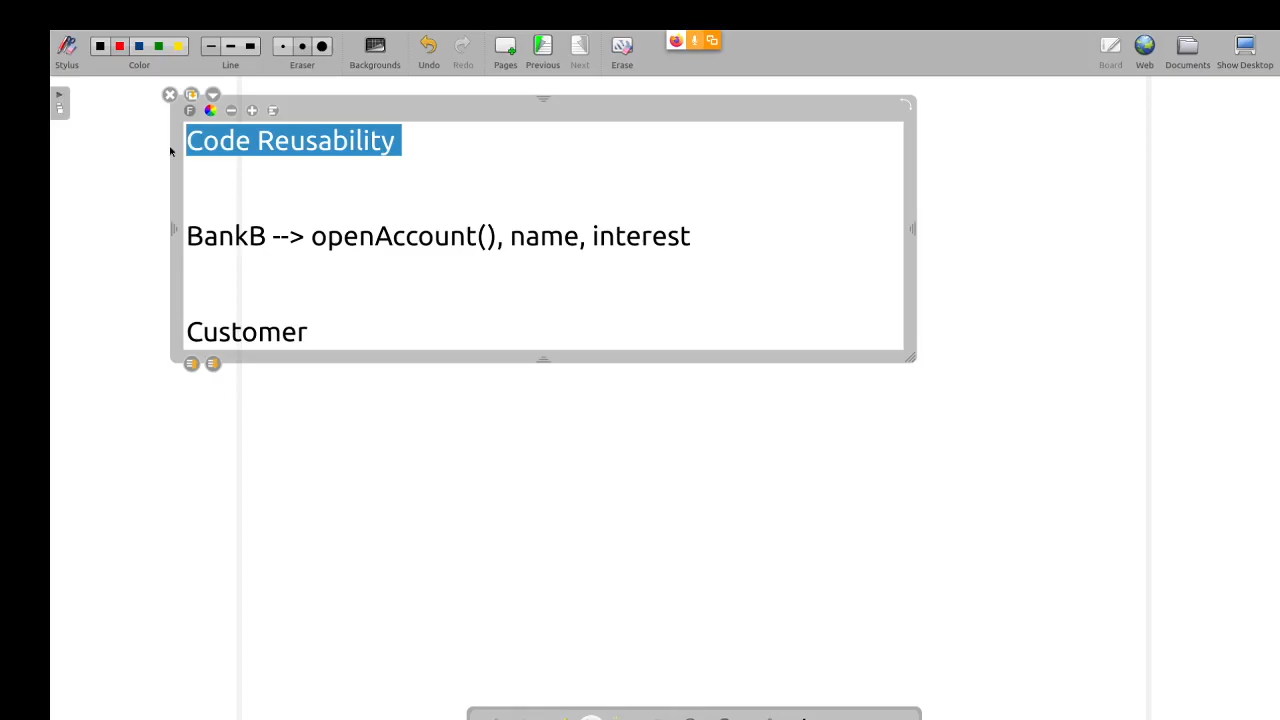 Stylus Color Line Eraser Backgrounds Undo Redo Pages Previous Next Erase Board Web Documents Show Desktop
F
Code Reusability
BankB --> openAccount(), name, interest
Customer